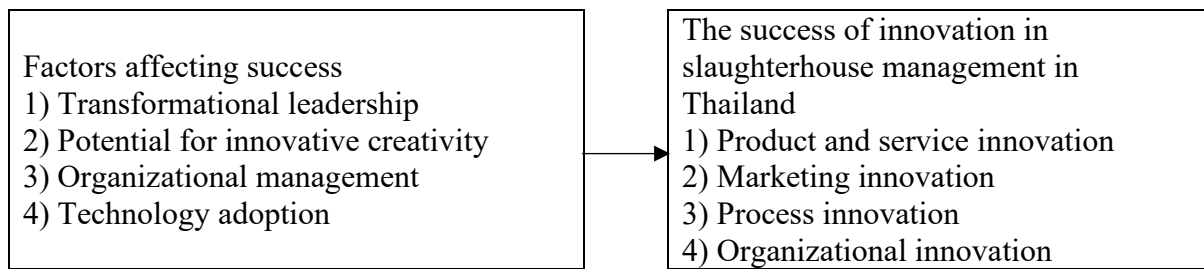 Factors affecting success
1) Transformational leadership
2) Potential for innovative creativity
3) Organizational management
4) Technology adoption
The success of innovation in
slaughterhouse management in
Thailand
1) Product and service innovation
2) Marketing innovation
3) Process innovation
4) Organizational innovation